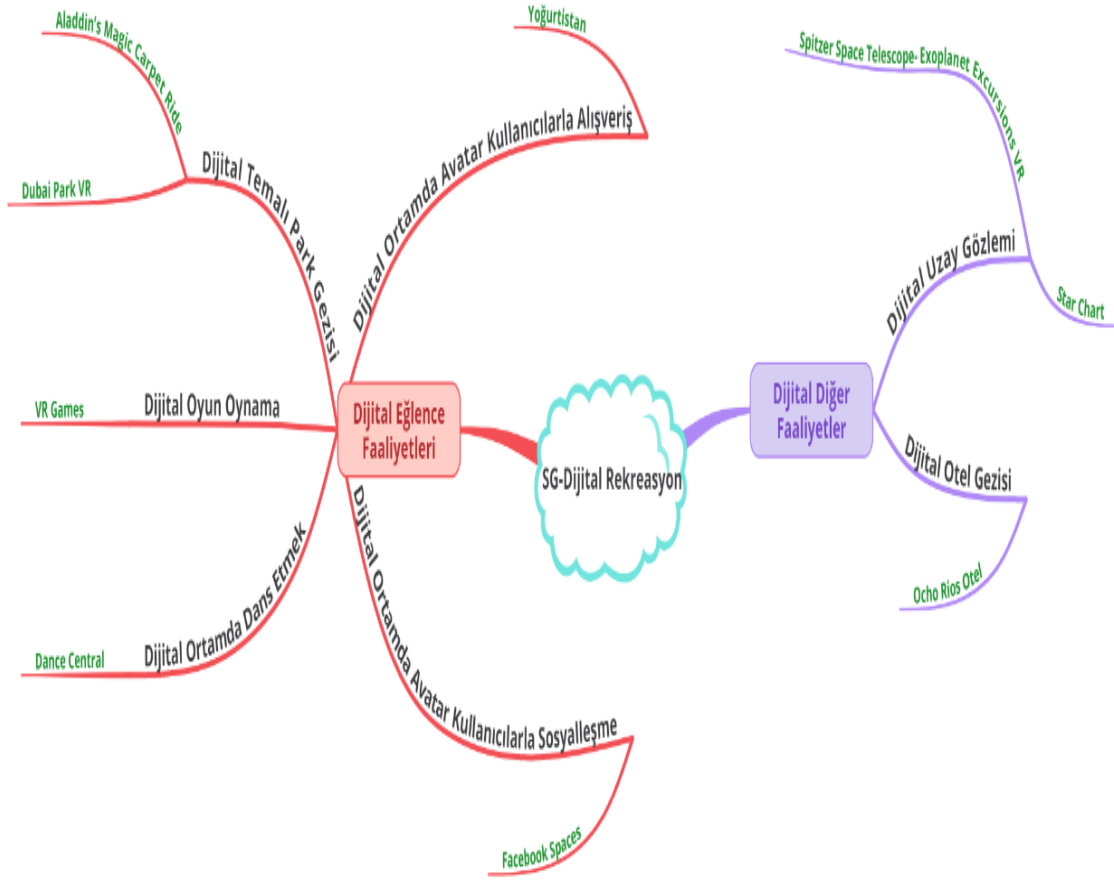 Aladdin's Magic Carpet Ride
Dubai Park VR
Dijital Temalı Park Gezisi
Yoğurtistan
Dijital Ortamda Avatar Kullanıcılarla Alışveriş
VR Games
Dijital Oyun Oynama
Dijital Eğlence
Faaliyetleri
Dance Central
Dijital Ortamda Dans Etmek
Dijital Ortamda Avatar Kullanıcılarla Sosyalleşme
Facebook Spaces
SG-Dijital Rekreasyon
Dijital Diğer
Faaliyetler
Spitzer Space Telescope- Exoplanet Excursions VR
Dijital Uzay Gözlemi
Star Chart
Dijital Otel Gezisi
Ocho Rios Otel